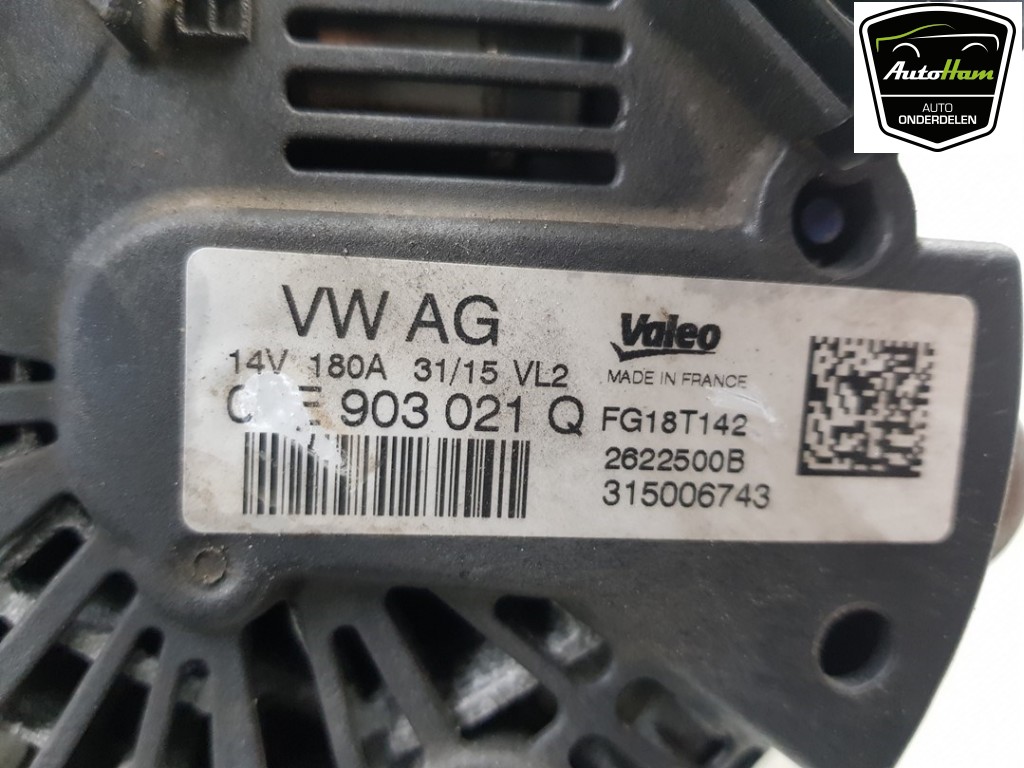 AutoHam
AUTO
ONDERDELEN
VW AG
14V 180A 31/15 VL2
903 021 Q
Valeo
MADE IN FRANCE
FG18T142
2622500B
315006743